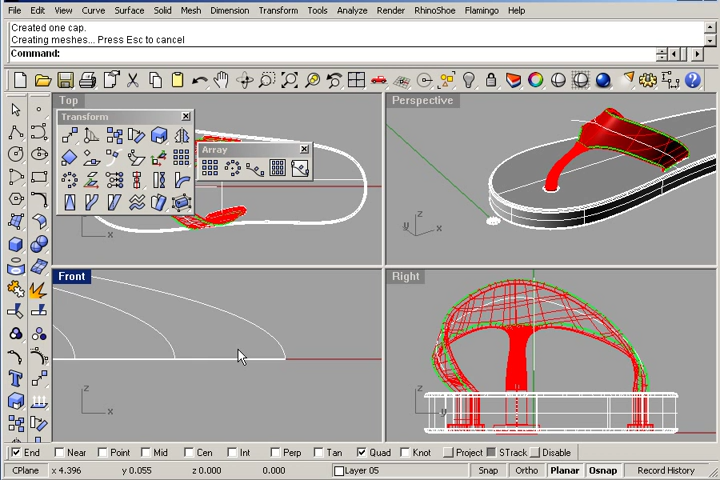 File Edit View Curve Surface Solid Mesh Dimension Transform Tools Analyze Render RhinoShoe Flamingo Help
Created one cap.
Creating meshes... Press Esc to cancel
Command:
Top
Perspective
Transform
Array
x
z
y
x
Front
Right
z
x
z
y
End Near Point Mid Cen Int Perp Tan Quad Knot Project STrack Disable
CPlane x 4.396 y 0.055 z 0.000 0.000 Layer 05 Snap Ortho Planar Osnap Record History